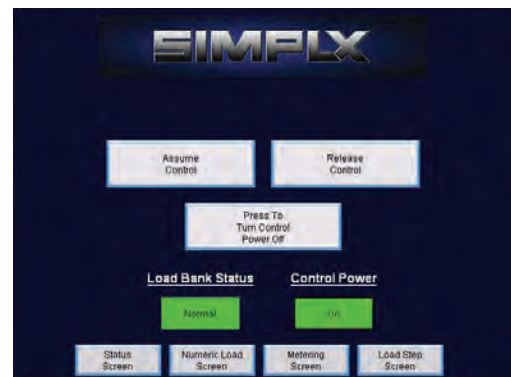 SIMPLX
Assume
Control
Release
Control
Press To
Turn Control
Power Off
Load Bank Status
Control Power
Normal
On
Status
Screen
Numeric Load
Screen
Metering
Screen
Load Step
Screen